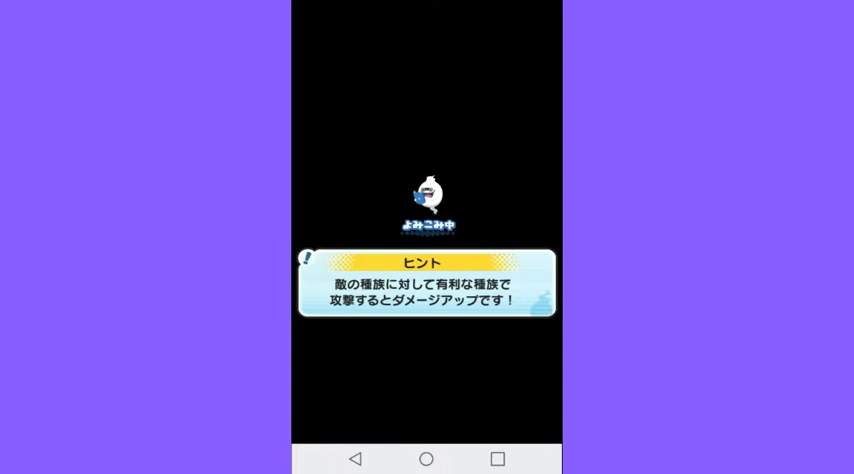 よみこみ中
!
ヒント
敵の種族に対して有利な種族で
攻撃するとダメージアップです！